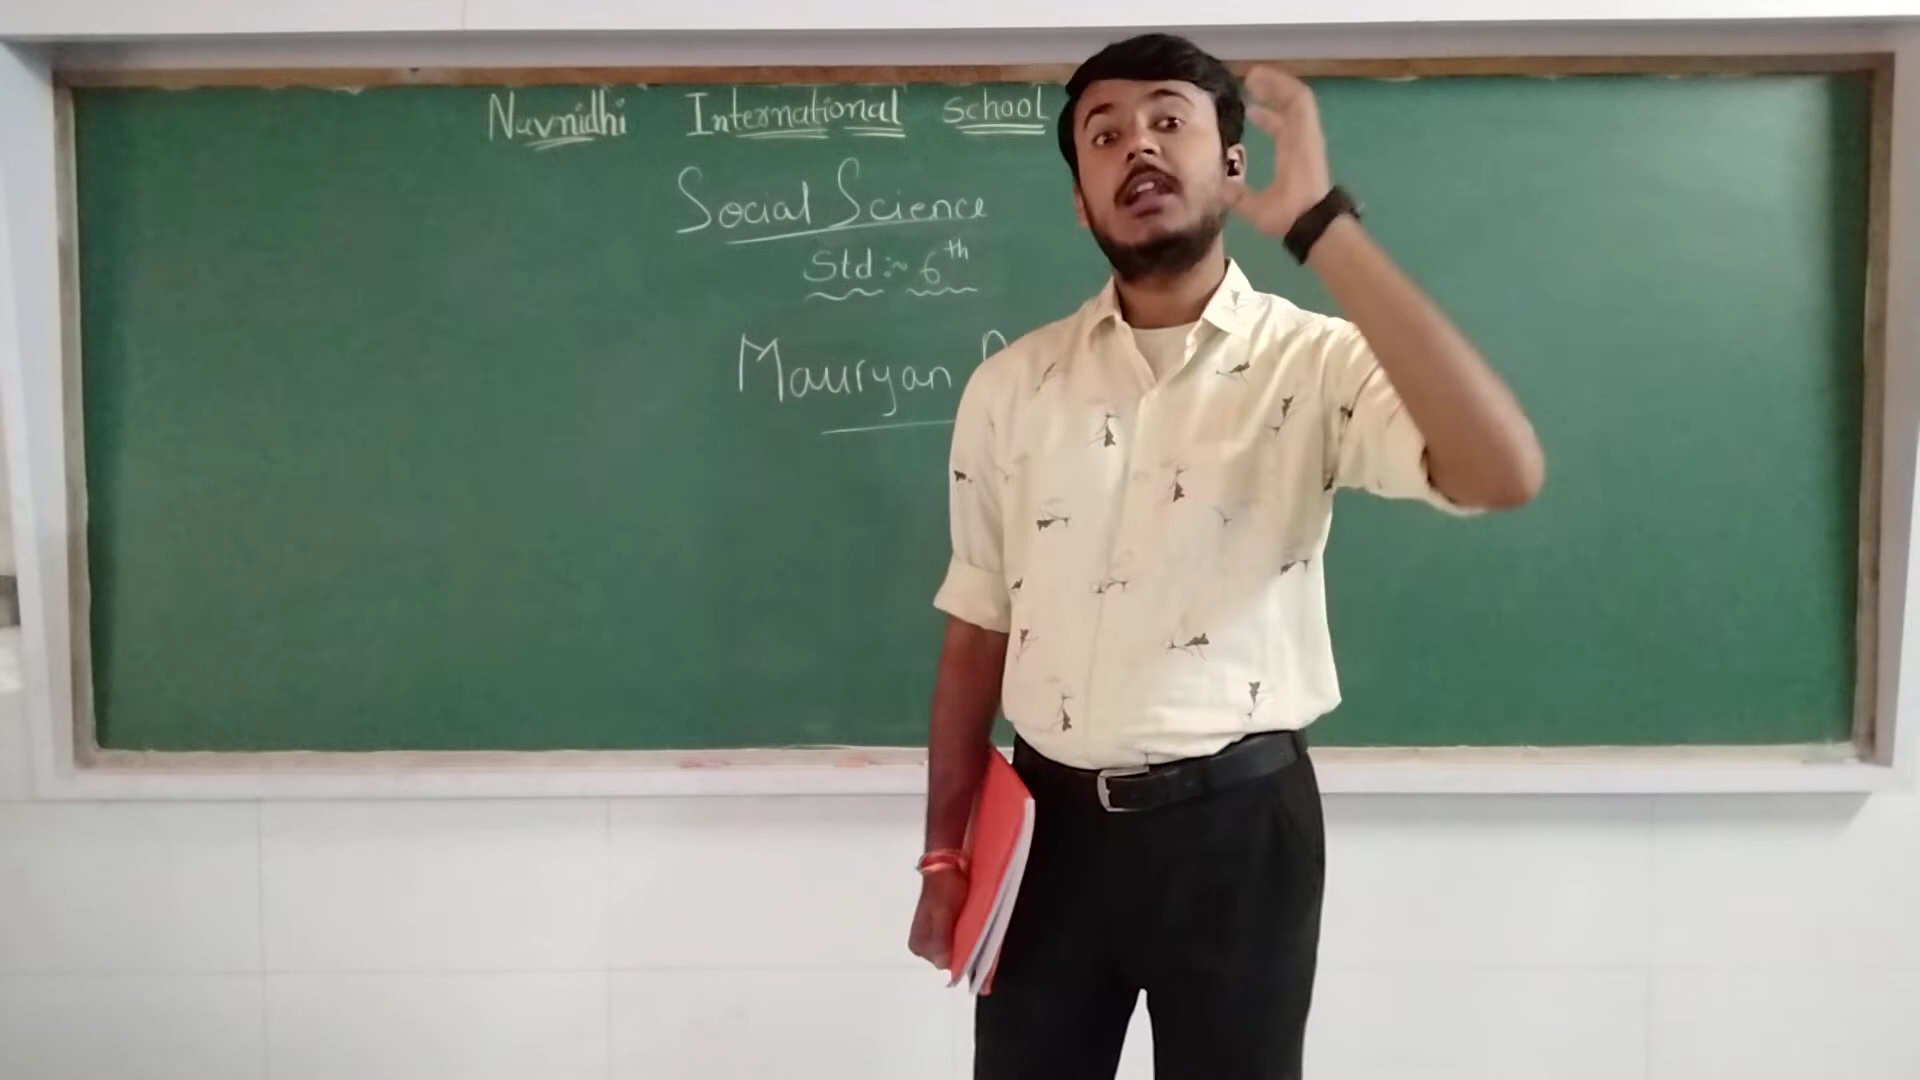 Navnidhi International School
Social Science
Std :~ 6th
Mauryan